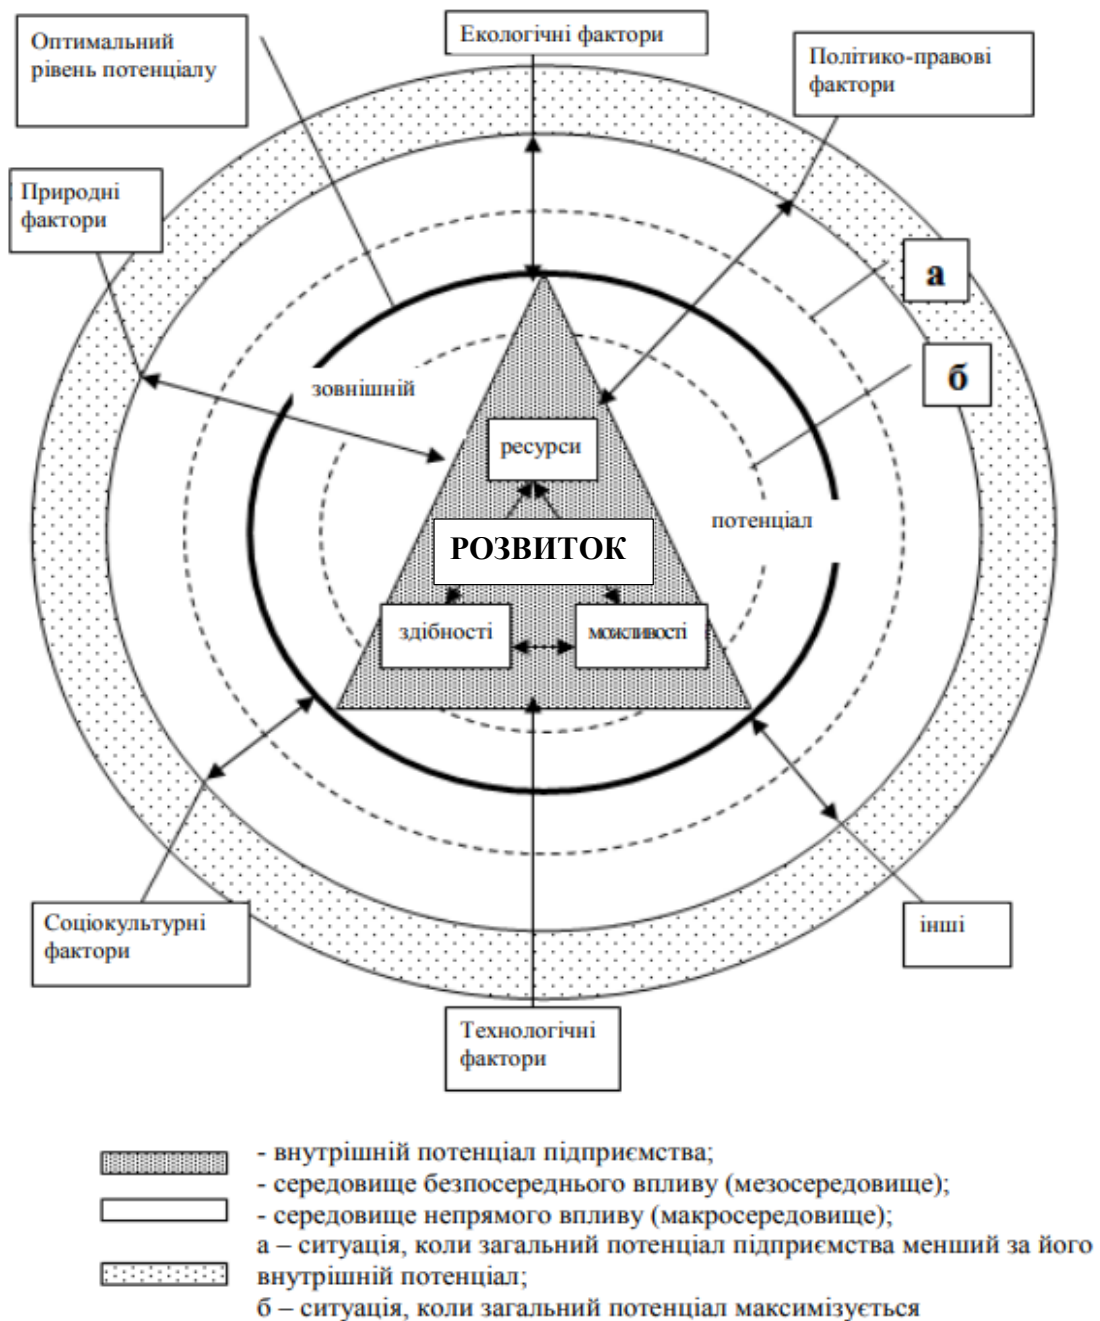 Оптимальний
рівень потенціалу
Екологічні фактори
Політико-правові
фактори
Природні
фактори
а
б
зовнішній
ресурси
потенціал
РОЗВИТОК
здібності
можливості
Соціокультурні
фактори
інші
Технологічні
фактори
- внутрішній потенціал підприємства;
- середовище безпосереднього впливу (мезосередовище);
- середовище непрямого впливу (макросередовище);
а – ситуація, коли загальний потенціал підприємства менший за його
внутрішній потенціал;
б – ситуація, коли загальний потенціал максимізується